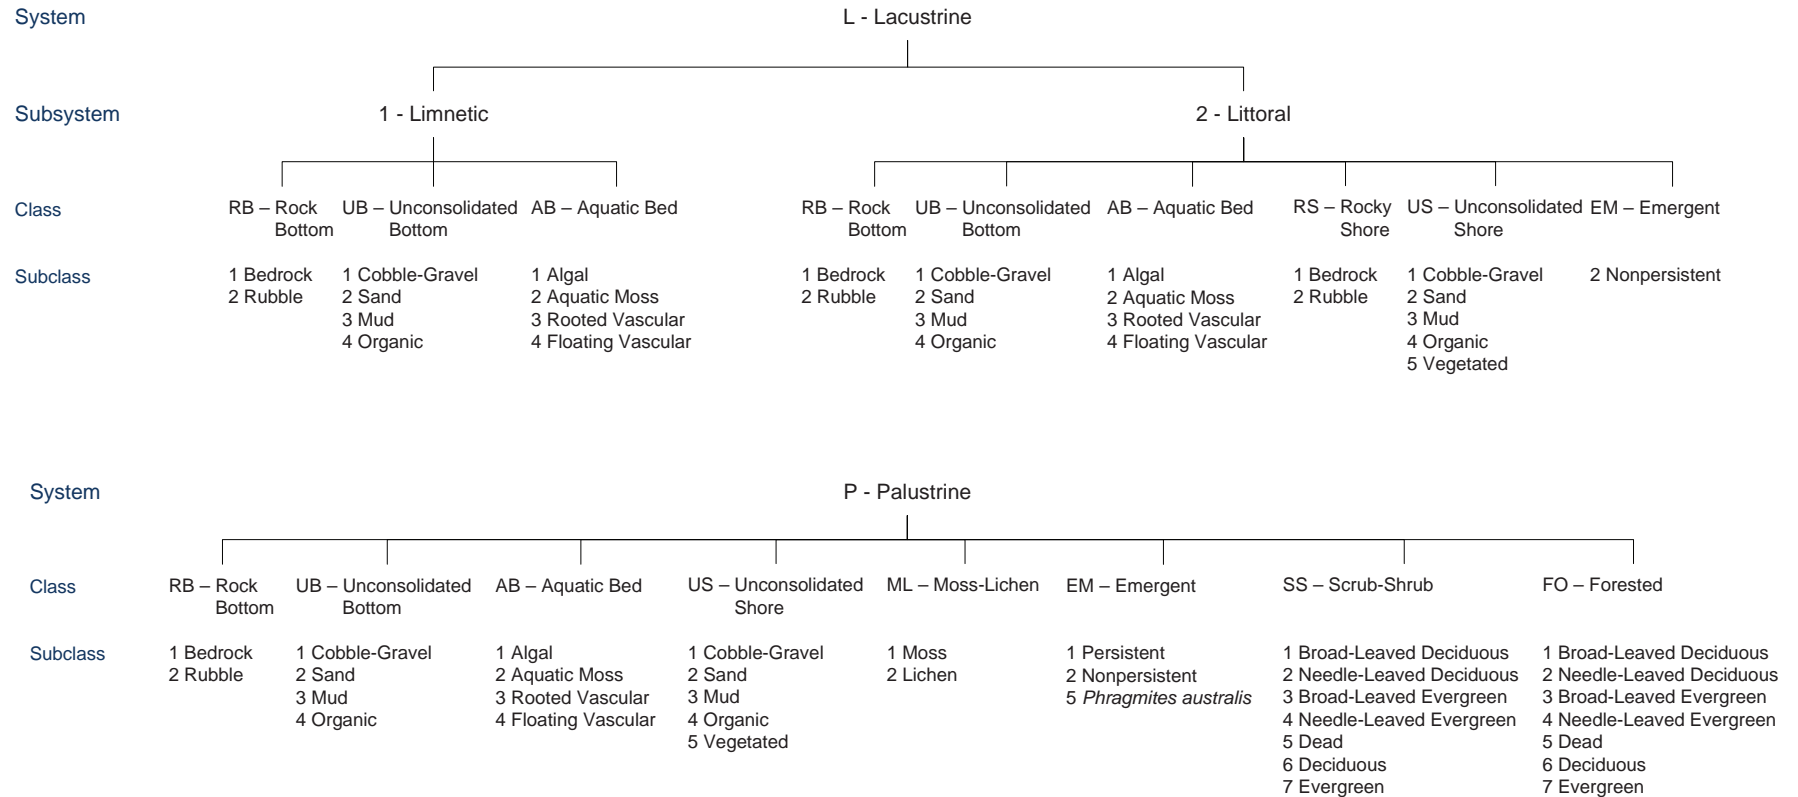 System
L - Lacustrine
Subsystem
1 - Limnetic
2 - Littoral
Class
RB – Rock
Bottom
UB – Unconsolidated
Bottom
AB – Aquatic Bed
RB – Rock
Bottom
UB – Unconsolidated
Bottom
AB – Aquatic Bed
RS – Rocky
Shore
US – Unconsolidated
Shore
EM – Emergent
Subclass
1 Bedrock
2 Rubble
1 Cobble-Gravel
2 Sand
3 Mud
4 Organic
1 Algal
2 Aquatic Moss
3 Rooted Vascular
4 Floating Vascular
1 Bedrock
2 Rubble
1 Cobble-Gravel
2 Sand
3 Mud
4 Organic
1 Algal
2 Aquatic Moss
3 Rooted Vascular
4 Floating Vascular
1 Bedrock
2 Rubble
1 Cobble-Gravel
2 Sand
3 Mud
4 Organic
5 Vegetated
2 Nonpersistent
System
P - Palustrine
Class
RB – Rock
Bottom
UB – Unconsolidated
Bottom
AB – Aquatic Bed
US – Unconsolidated
Shore
ML – Moss-Lichen
EM – Emergent
SS – Scrub-Shrub
FO – Forested
Subclass
1 Bedrock
2 Rubble
1 Cobble-Gravel
2 Sand
3 Mud
4 Organic
1 Algal
2 Aquatic Moss
3 Rooted Vascular
4 Floating Vascular
1 Cobble-Gravel
2 Sand
3 Mud
4 Organic
5 Vegetated
1 Moss
2 Lichen
1 Persistent
2 Nonpersistent
5 Phragmites australis
1 Broad-Leaved Deciduous
2 Needle-Leaved Deciduous
3 Broad-Leaved Evergreen
4 Needle-Leaved Evergreen
5 Dead
6 Deciduous
7 Evergreen
1 Broad-Leaved Deciduous
2 Needle-Leaved Deciduous
3 Broad-Leaved Evergreen
4 Needle-Leaved Evergreen
5 Dead
6 Deciduous
7 Evergreen